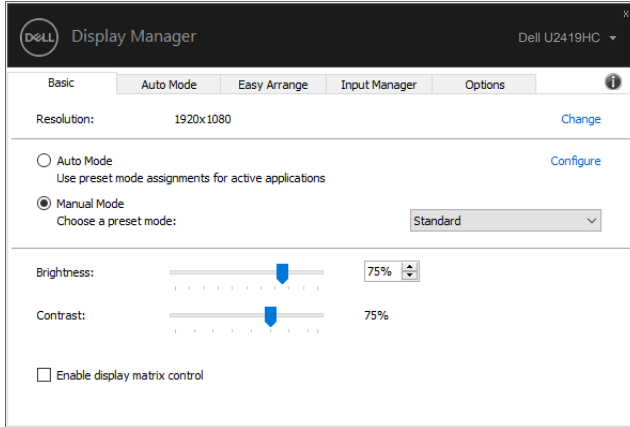 x
DELL Display Manager Dell U2419HC
Basic Auto Mode Easy Arrange Input Manager Options i
Resolution: 1920x1080 Change
Auto Mode Configure
Use preset mode assignments for active applications
Manual Mode
Choose a preset mode: Standard
Brightness: 75%
Contrast: 75%
Enable display matrix control